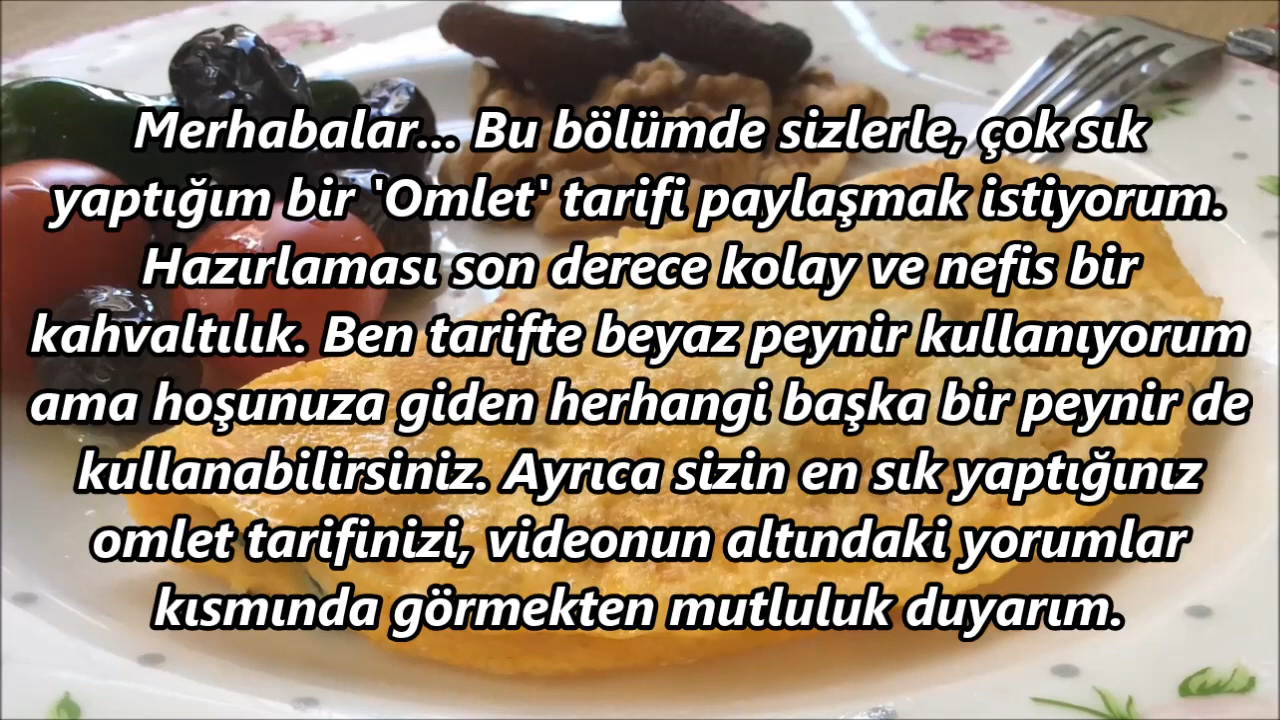 Merhabalar... Bu bölümde sizlerle, çok sık
yaptığım bir 'Omlet' tarifi paylaşmak istiyorum.
Hazırlaması son derece kolay ve nefis bir
kahvaltılık. Ben tarifte beyaz peynir kullanıyorum
ama hoşunuza giden herhangi başka bir peynir de
kullanabilirsiniz. Ayrıca sizin en sık yaptığınız
omlet tarifinizi, videonun altındaki yorumlar
kısmında görmekten mutluluk duyarım.